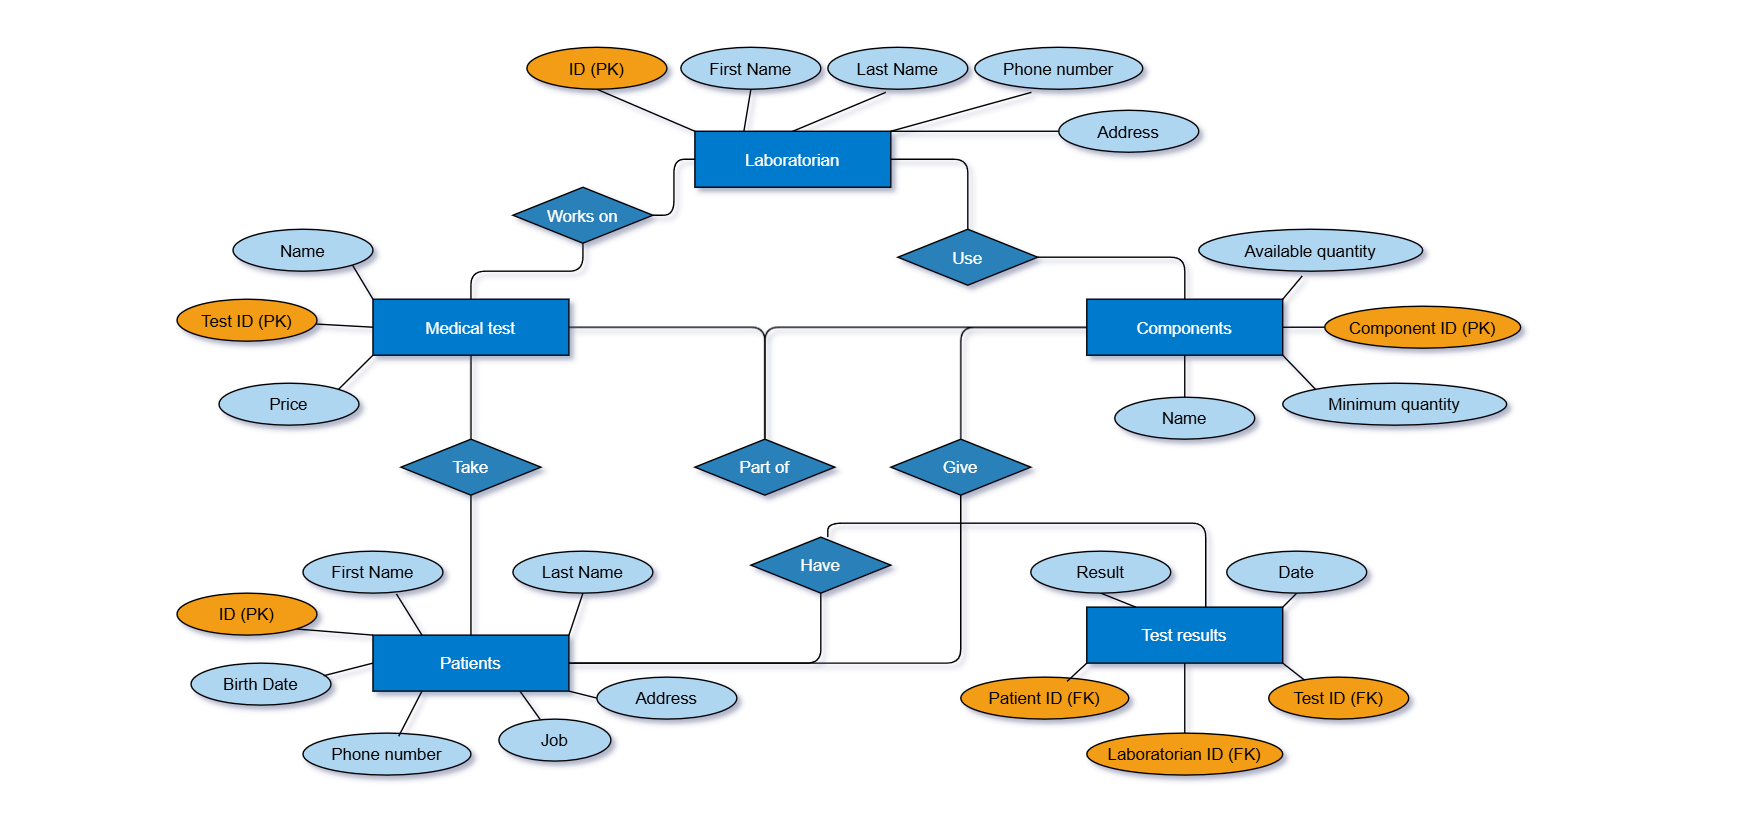 ID (PK)
First Name
Last Name
Phone number
Address
Laboratorian
Works on
Use
Name
Available quantity
Test ID (PK)
Medical test
Components
Component ID (PK)
Price
Name
Minimum quantity
Take
Part of
Give
First Name
Last Name
Have
Result
Date
ID (PK)
Patients
Test results
Birth Date
Address
Patient ID (FK)
Test ID (FK)
Phone number
Job
Laboratorian ID (FK)